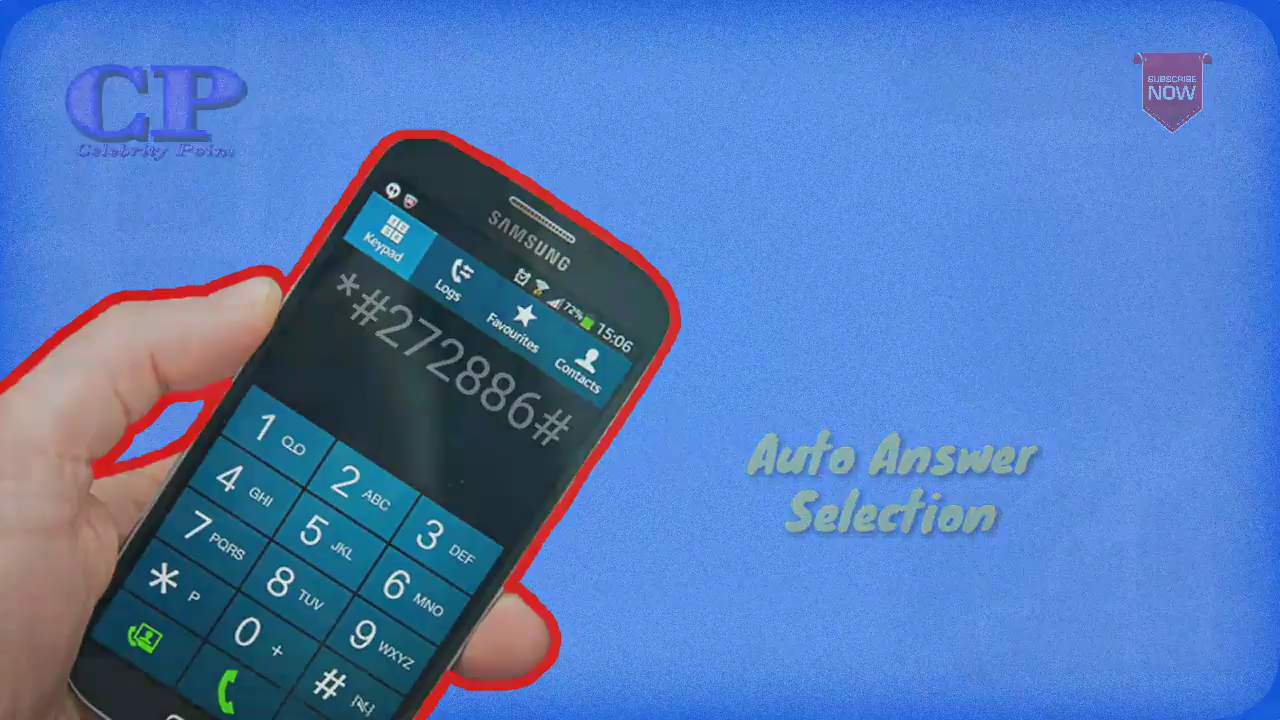 CP
Celebrity Point
SUBSCRIBE
NOW
SAMSUNG
72% 15:06
Keypad
Logs
Favourites
Contacts
*#272886#
1
2 ABC
3 DEF
4 GHI
5 JKL
6 MNO
7 PQRS
8 TUV
9 WXYZ
* P
0 +
#
Auto Answer
Selection